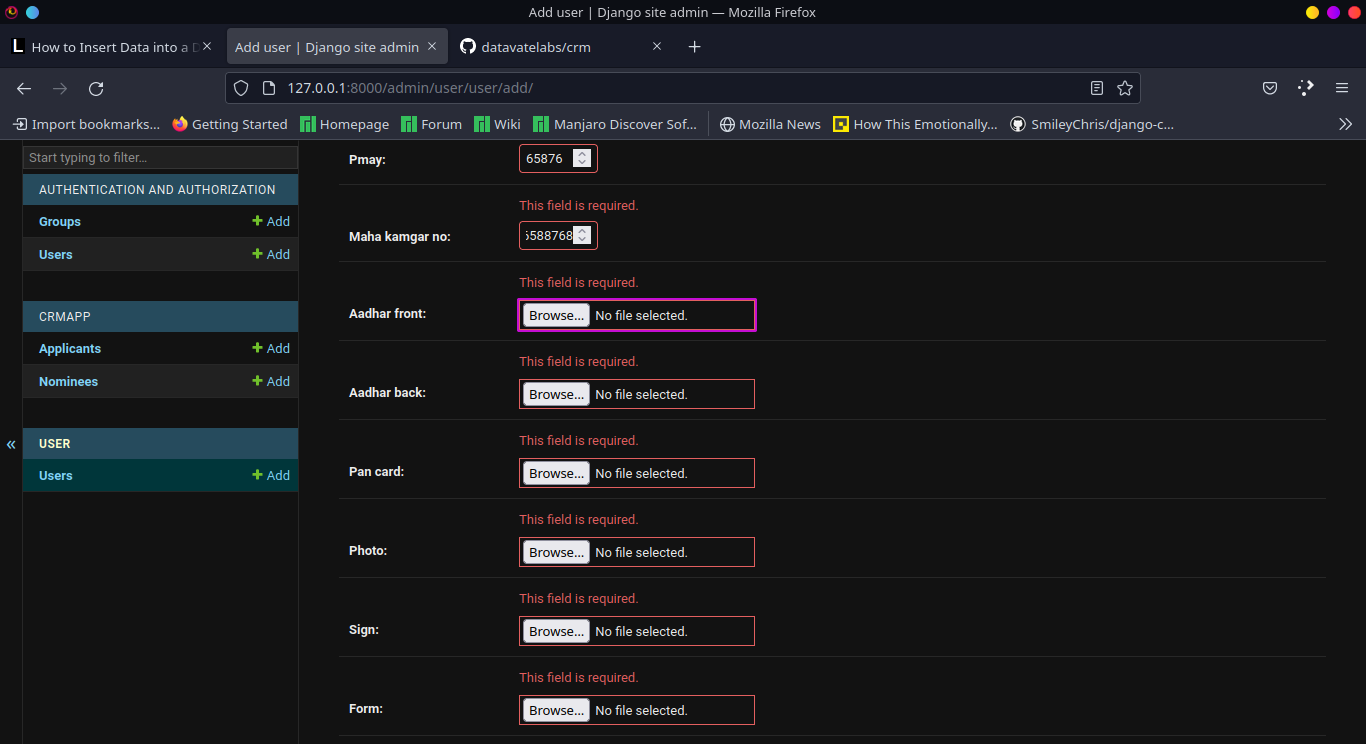 Add user | Django site admin — Mozilla Firefox
L How to Insert Data into a D
Add user | Django site admin
datavatelabs/crm
127.0.0.1:8000/admin/user/user/add/
Import bookmarks...
Getting Started
Homepage
Forum
Wiki
Manjaro Discover Sof...
Mozilla News
How This Emotionally...
SmileyChris/django-c...
Start typing to filter...
AUTHENTICATION AND AUTHORIZATION
Groups + Add
Users + Add
CRMAPP
Applicants + Add
Nominees + Add
«
USER
Users + Add
Pmay: 65876
This field is required.
Maha kamgar no: 5588768
This field is required.
Aadhar front: Browse... No file selected.
This field is required.
Aadhar back: Browse... No file selected.
This field is required.
Pan card: Browse... No file selected.
This field is required.
Photo: Browse... No file selected.
This field is required.
Sign: Browse... No file selected.
This field is required.
Form: Browse... No file selected.